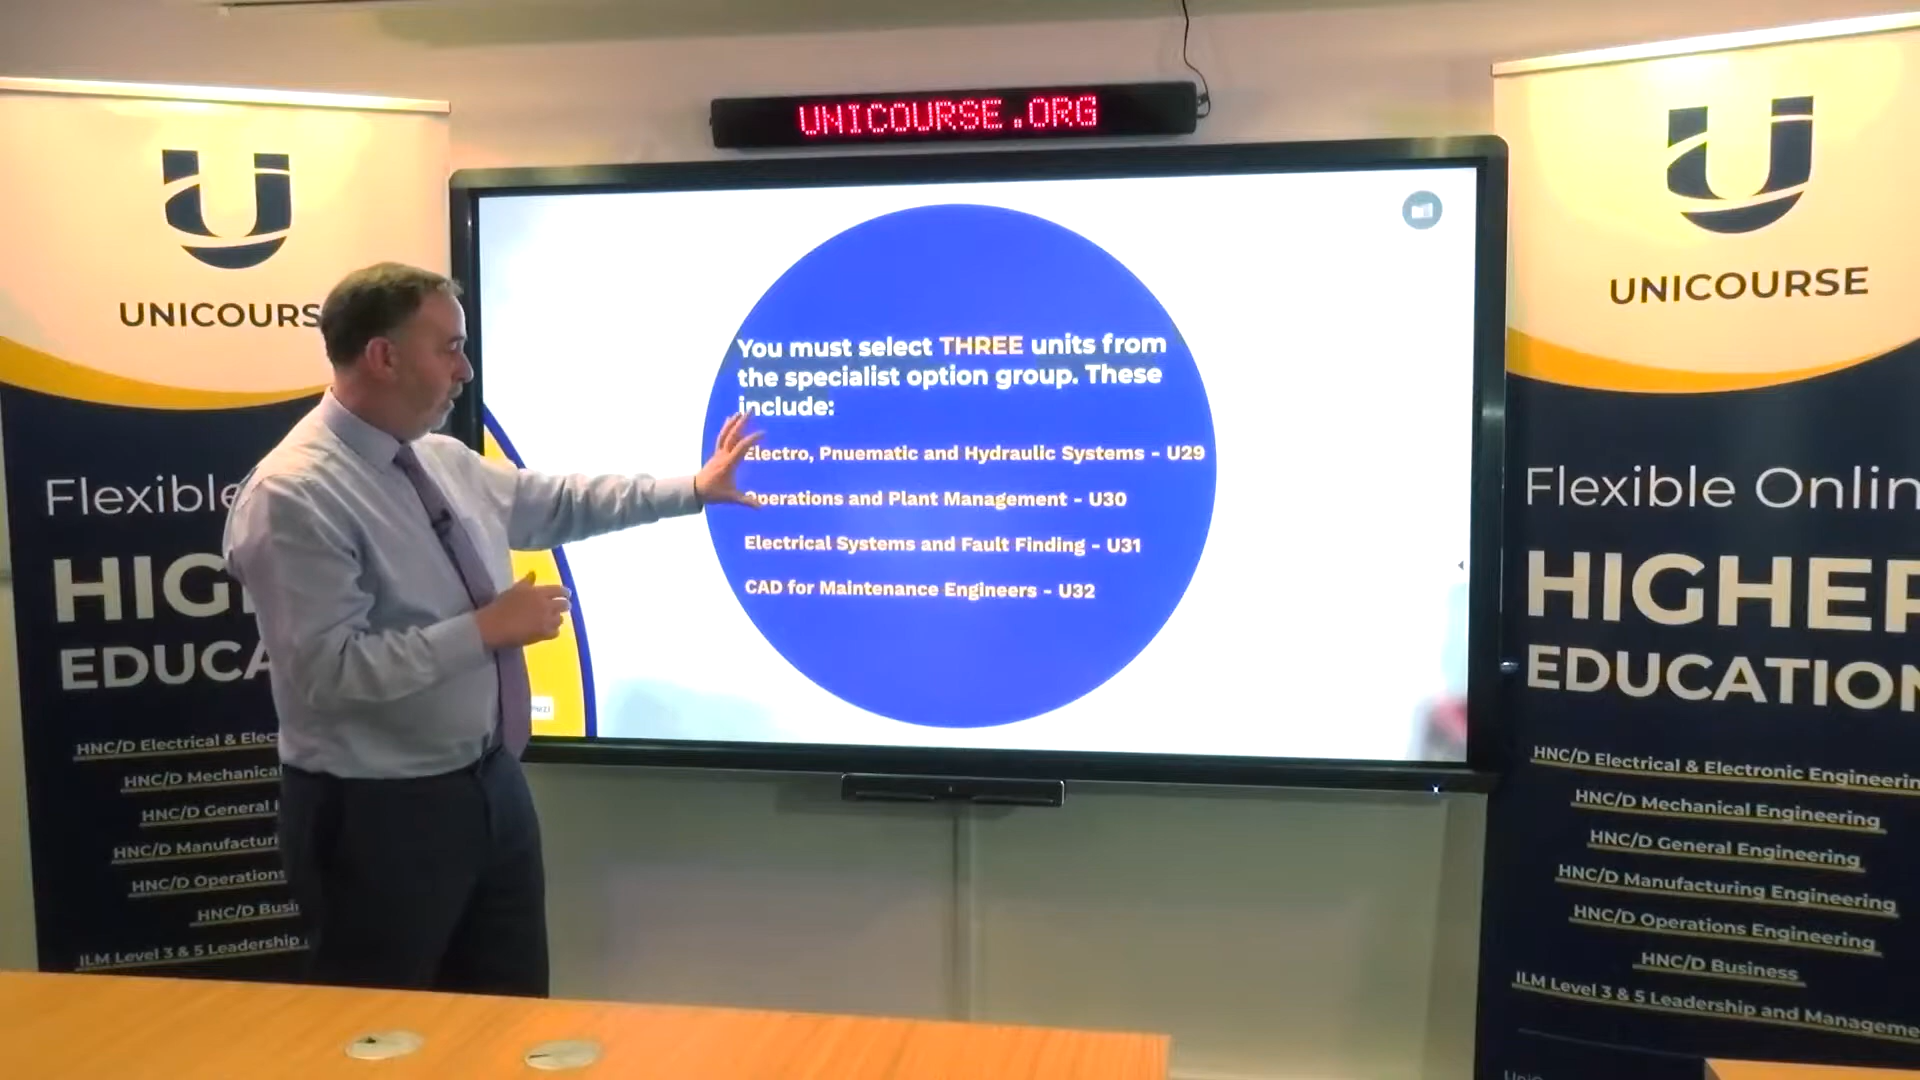 UNICOURSE.ORG
UNICOURS
Flexible
HIG
EDUCA
HNC/D Electrical & Elec
HNC/D Mechanical
HNC/D General
HNC/D Manufacturi
HNC/D Operations
HNC/D Busi
ILM Level 3 & 5 Leadership
You must select THREE units from
the specialist option group. These
include:
Electro, Pnuematic and Hydraulic Systems - U29
Operations and Plant Management - U30
Electrical Systems and Fault Finding - U31
CAD for Maintenance Engineers - U32
UNICOURSE
Flexible Onlin
HIGHER
EDUCATION
HNC/D Electrical & Electronic Engineerin
HNC/D Mechanical Engineering
HNC/D General Engineering
HNC/D Manufacturing Engineering
HNC/D Operations Engineering
HNC/D Business
ILM Level 3 & 5 Leadership and Manageme